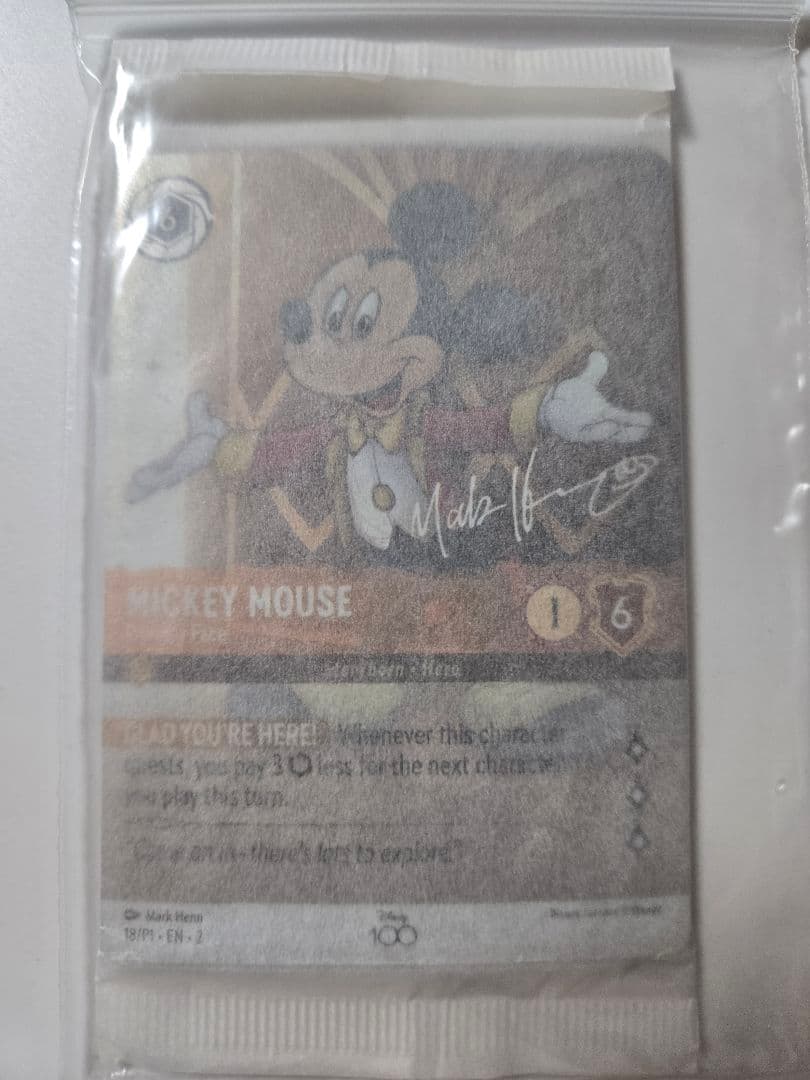 6
Mark Henn
MICKEY MOUSE
1 6
Storyborn • Hero
GLAD YOU'RE HERE! Whenever this character
quests, you pay 3 less for the next character
you play this turn.
"Come on in—there's lots to explore!"
Mark Henn
18/P1 • EN • 2
Disney
100